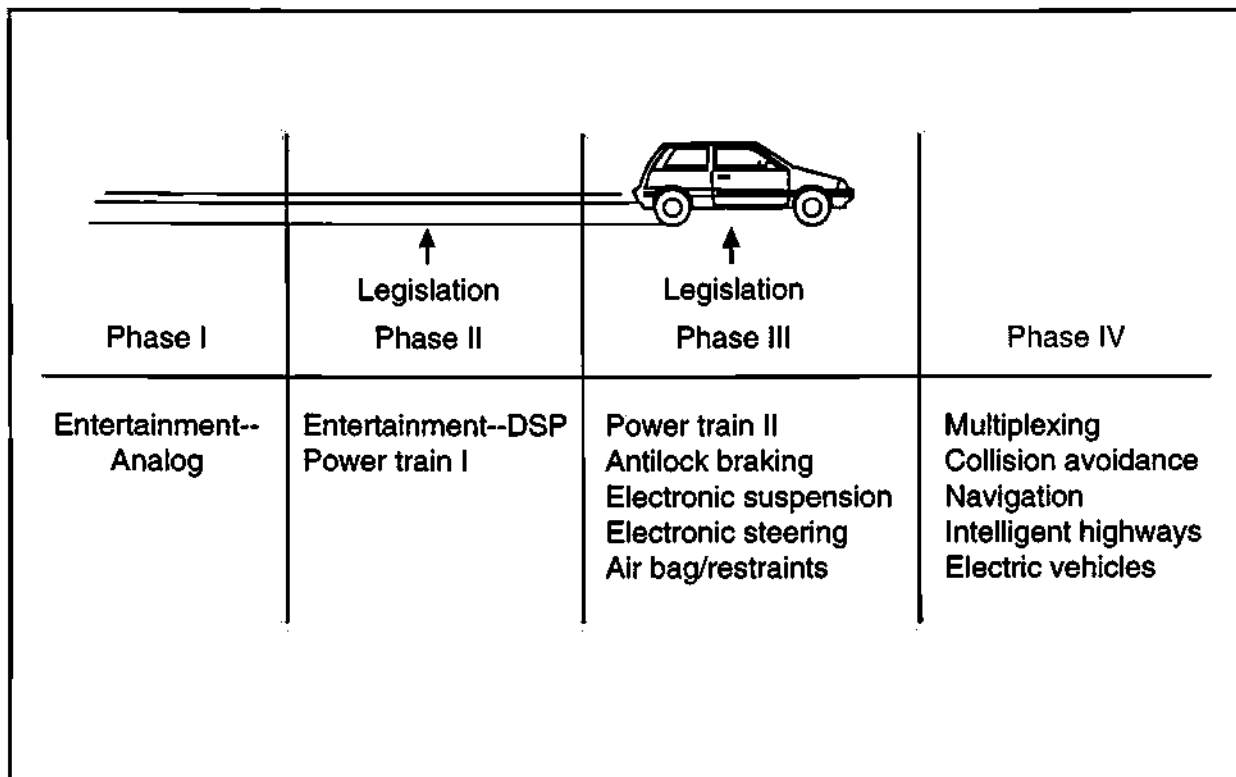 Legislation
Legislation
Phase I
Phase II
Phase III
Phase IV
Entertainment--
Analog
Entertainment--DSP
Power train I
Power train II
Antilock braking
Electronic suspension
Electronic steering
Air bag/restraints
Multiplexing
Collision avoidance
Navigation
Intelligent highways
Electric vehicles